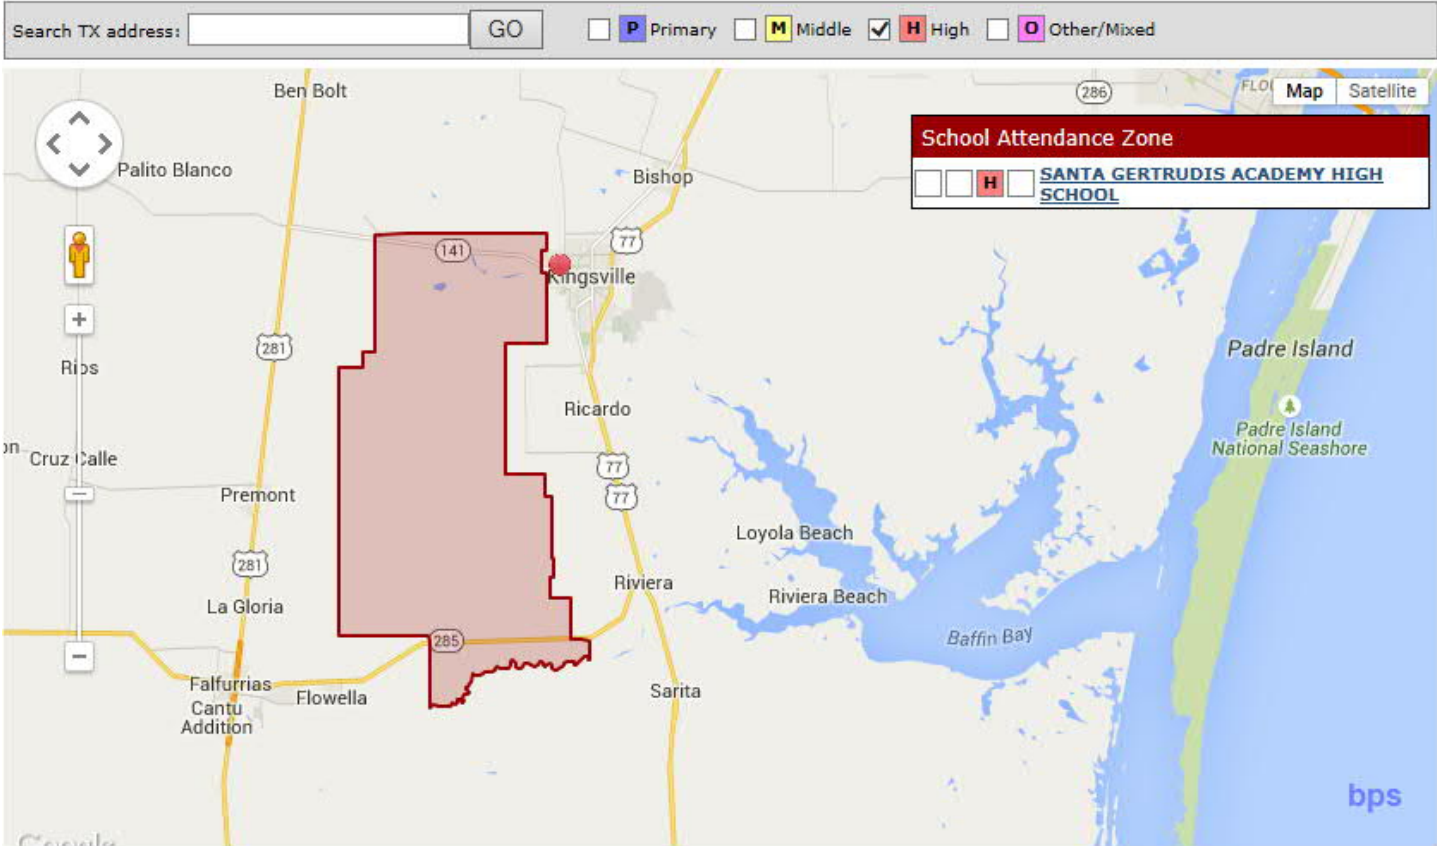 Search TX address:
GO
P Primary
M Middle
H High
O Other/Mixed
Ben Bolt
286
Map
Satellite
School Attendance Zone
H
SANTA GERTRUDIS ACADEMY HIGH
SCHOOL
Palito Blanco
Bishop
77
141
Kingsville
281
Rios
Padre Island
Ricardo
Padre Island
National Seashore
Cruz Calle
77
77
Premont
Loyola Beach
281
Riviera
Riviera Beach
La Gloria
285
Baffin Bay
Falfurrias
Flowella
Cantu
Addition
Sarita
bps